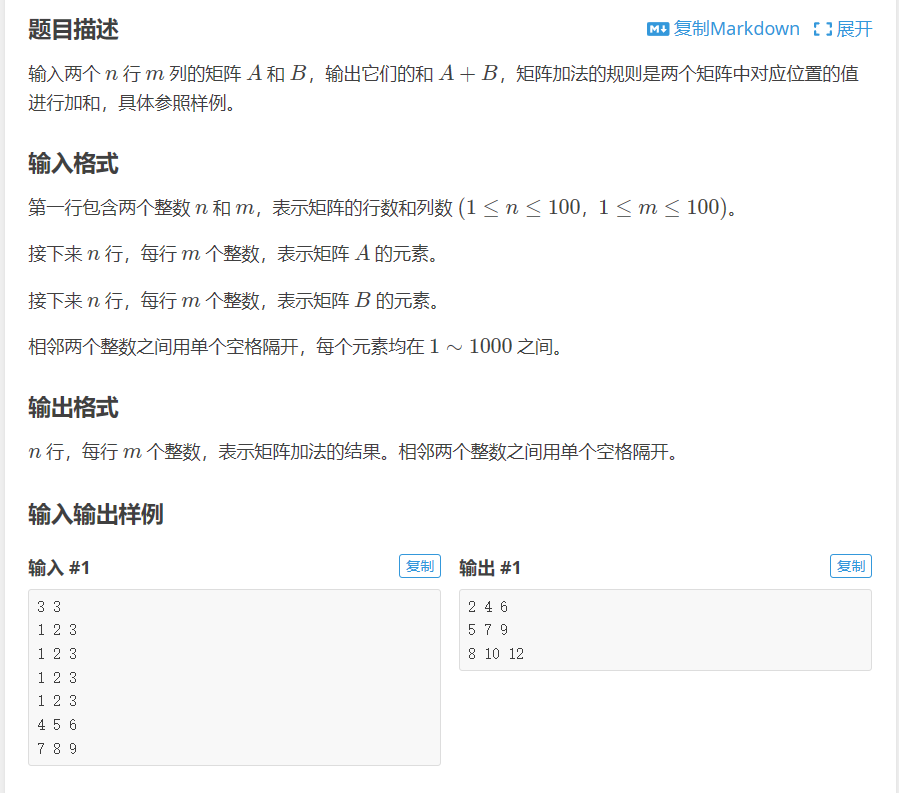 题目描述
M↓ 复制Markdown 展开
输入两个 n 行 m 列的矩阵 A 和 B，输出它们的和 A + B，矩阵加法的规则是两个矩阵中对应位置的值
进行加和，具体参照样例。
输入格式
第一行包含两个整数 n 和 m，表示矩阵的行数和列数 (1 ≤ n ≤ 100，1 ≤ m ≤ 100)。
接下来 n 行，每行 m 个整数，表示矩阵 A 的元素。
接下来 n 行，每行 m 个整数，表示矩阵 B 的元素。
相邻两个整数之间用单个空格隔开，每个元素均在 1 ∼ 1000 之间。
输出格式
n 行，每行 m 个整数，表示矩阵加法的结果。相邻两个整数之间用单个空格隔开。
输入输出样例
输入 #1
复制
3 3
1 2 3
1 2 3
1 2 3
1 2 3
4 5 6
7 8 9
输出 #1
复制
2 4 6
5 7 9
8 10 12